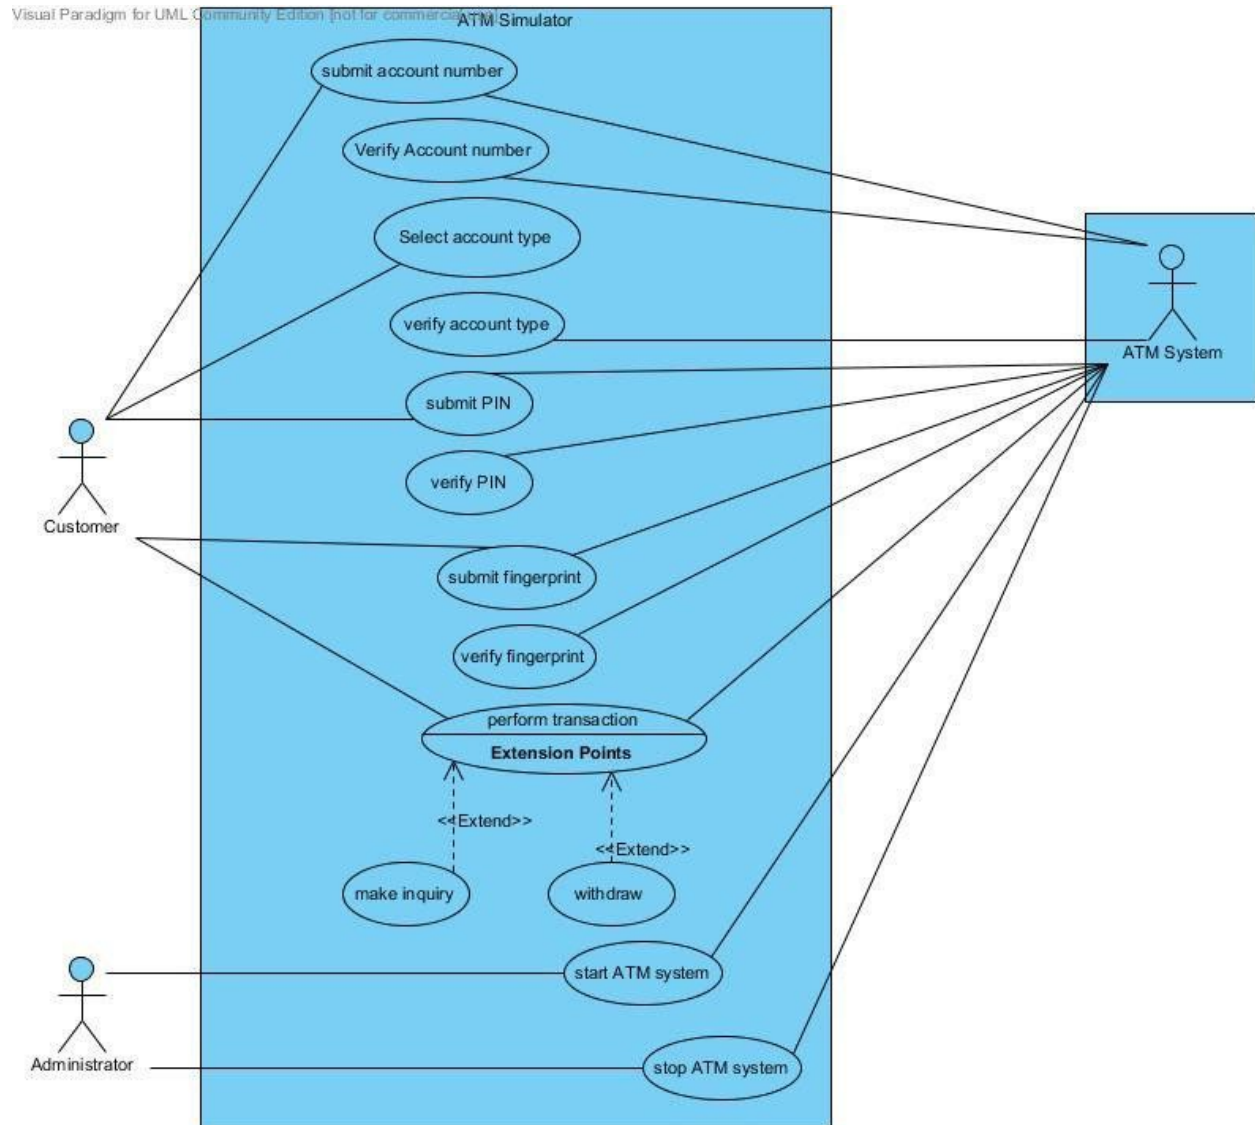 Visual Paradigm for UML Community Edition [not for commercial use]
ATM Simulator
submit account number
Verify Account number
Select account type
verify account type
ATM System
submit PIN
verify PIN
Customer
submit fingerprint
verify fingerprint
perform transaction
Extension Points
<<Extend>>
<<Extend>>
make inquiry
withdraw
start ATM system
Administrator
stop ATM system